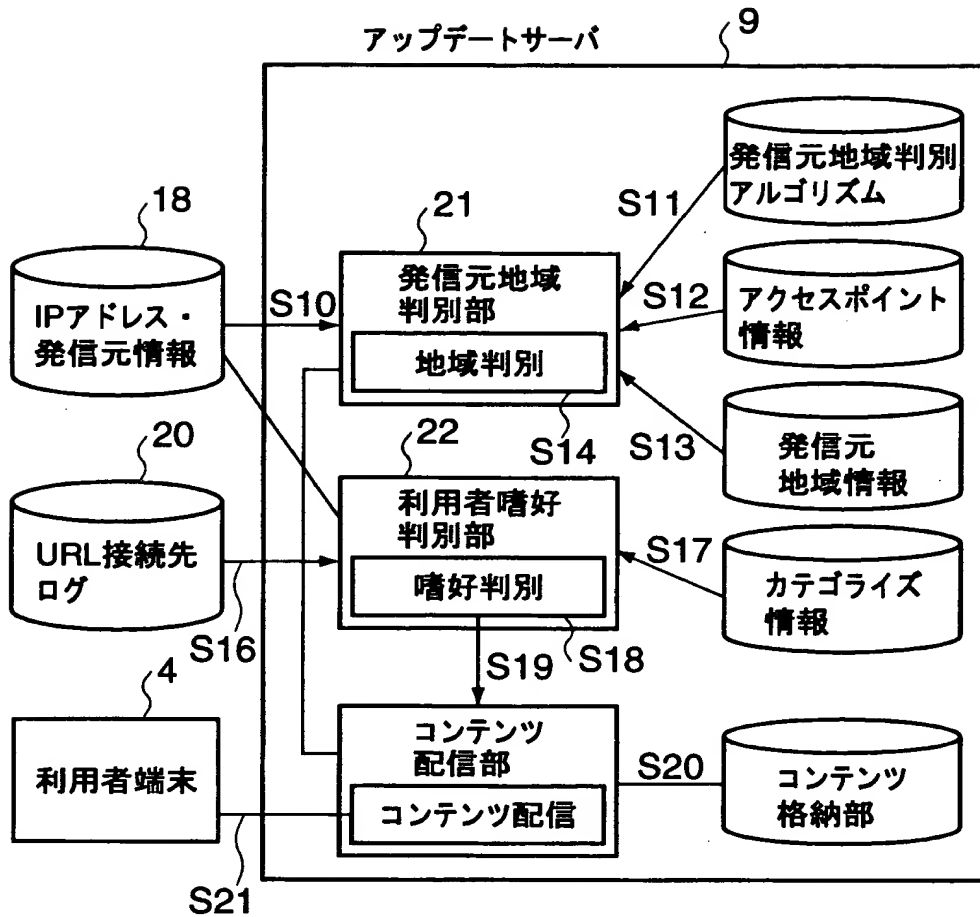 アップデートサーバ
9
発信元地域判別
アルゴリズム
S11
18
IPアドレス・
発信元情報
S10
21
発信元地域
判別部
地域判別
S14
S12
アクセスポイント
情報
S13
発信元
地域情報
20
URL接続先
ログ
S16
22
利用者嗜好
判別部
嗜好判別
S18
S17
カテゴライズ
情報
S19
4
利用者端末
S21
コンテンツ
配信部
コンテンツ配信
S20
コンテンツ
格納部